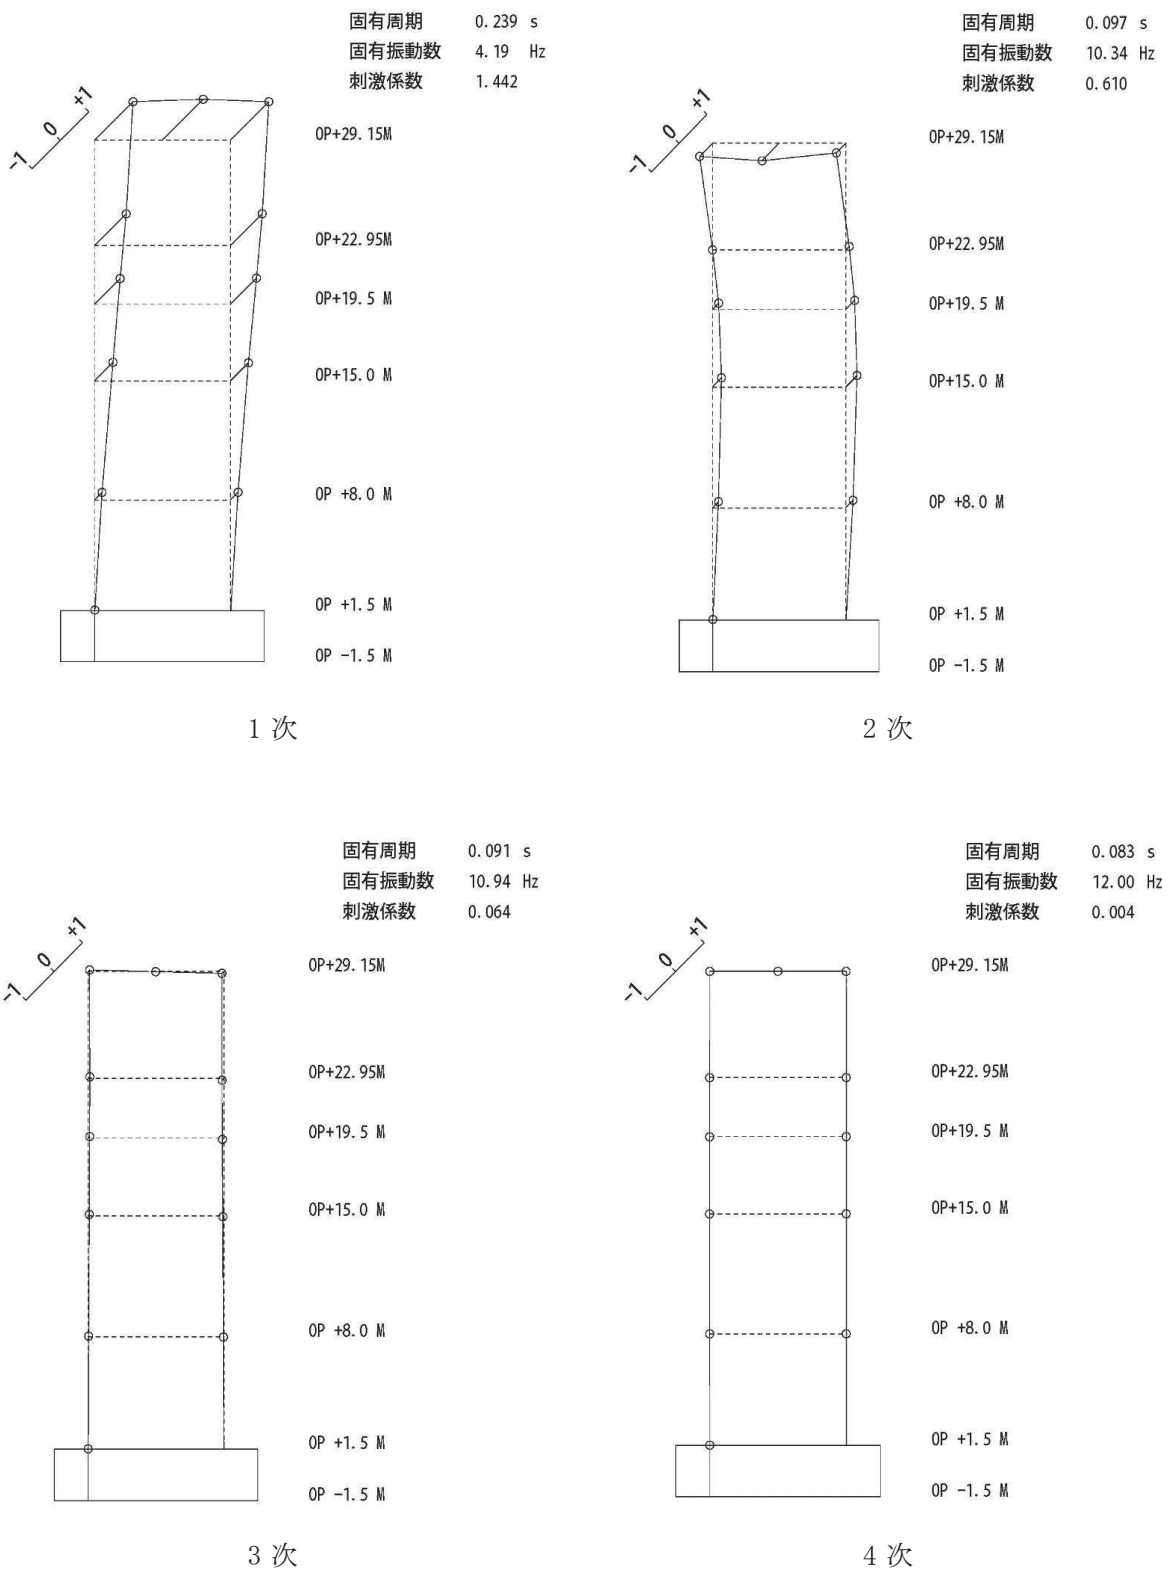 固有周期 0.239 s
固有振動数 4.19 Hz
刺激係数 1.442
+1
0
-1
OP+29.15M
OP+22.95M
OP+19.5 M
OP+15.0 M
OP +8.0 M
OP +1.5 M
OP -1.5 M
1次
固有周期 0.097 s
固有振動数 10.34 Hz
刺激係数 0.610
+1
0
-1
OP+29.15M
OP+22.95M
OP+19.5 M
OP+15.0 M
OP +8.0 M
OP +1.5 M
OP -1.5 M
2次
固有周期 0.091 s
固有振動数 10.94 Hz
刺激係数 0.064
+1
0
-1
OP+29.15M
OP+22.95M
OP+19.5 M
OP+15.0 M
OP +8.0 M
OP +1.5 M
OP -1.5 M
3次
固有周期 0.083 s
固有振動数 12.00 Hz
刺激係数 0.004
+1
0
-1
OP+29.15M
OP+22.95M
OP+19.5 M
OP+15.0 M
OP +8.0 M
OP +1.5 M
OP -1.5 M
4次